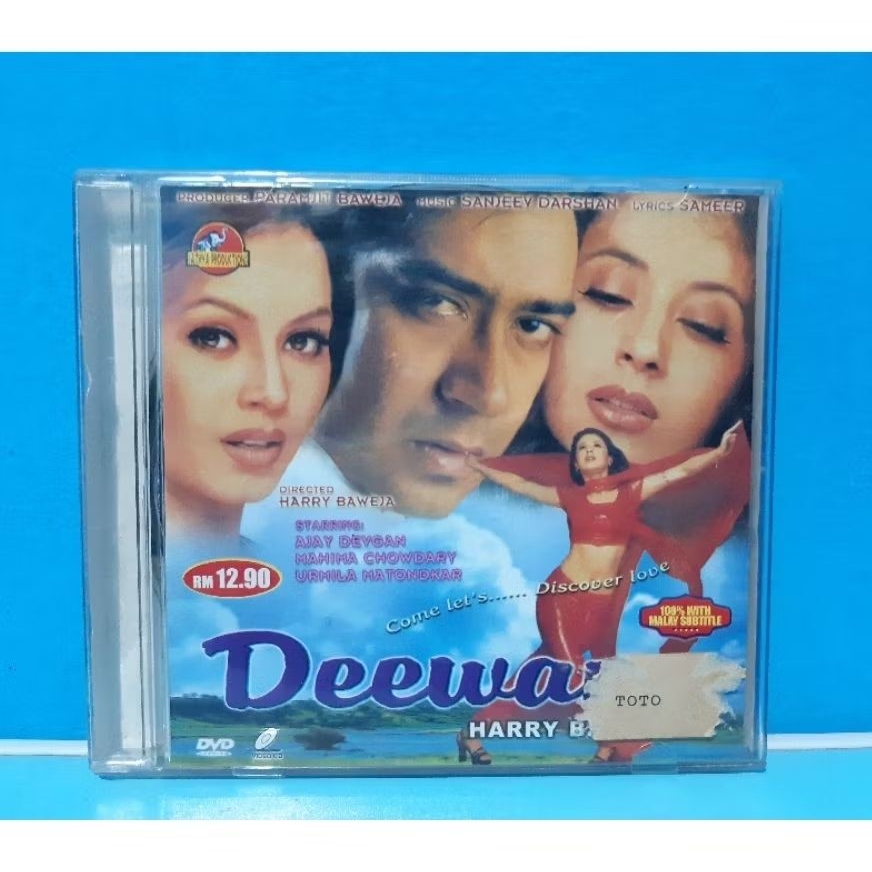 PRODUCER PARAMJIT BAWEJA MUSIC SANJEEV DARSHAN LYRICS SAMEER
DIRECTED
HARRY BAWEJA
STARRING:
AJAY DEVGAN
MAHIMA CHOWDARY
URMILA MATONDKAR
RM 12.90
Come let's...... Discover love
100% WITH
MALAY SUBTITLE
Deewa
TOTO
HARRY B
DVD